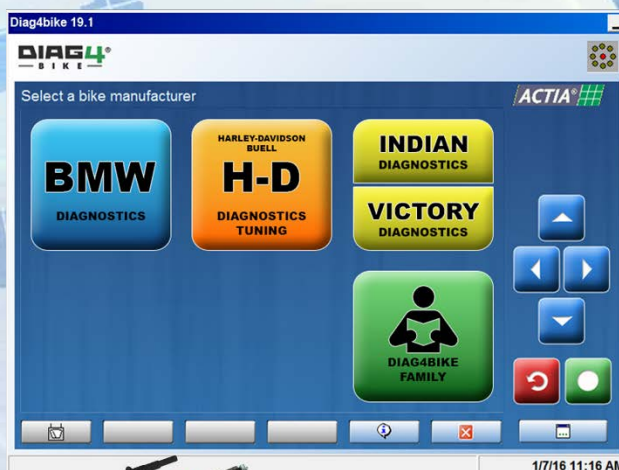 Diag4bike 19.1
DIAG4®
BIKE
Select a bike manufacturer
ACTIA®
BMW
DIAGNOSTICS
HARLEY-DAVIDSON
BUELL
H-D
DIAGNOSTICS
TUNING
INDIAN
DIAGNOSTICS
VICTORY
DIAGNOSTICS
DIAG4BIKE
FAMILY
1/7/16 11:16 AM